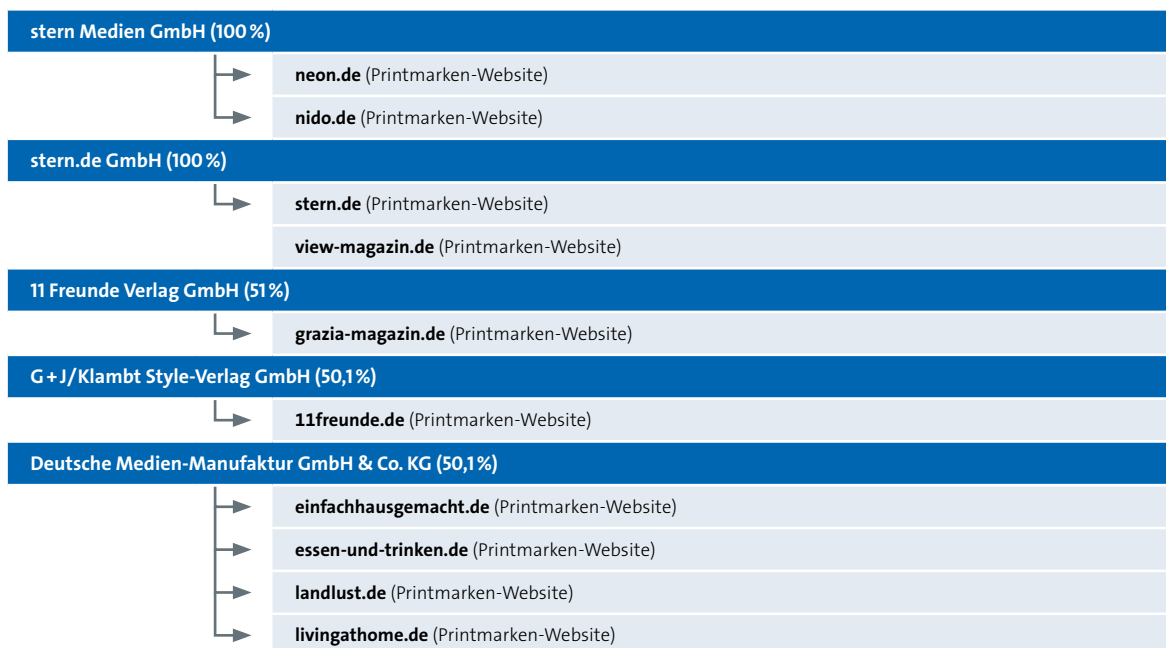 stern Medien GmbH (100 %)
neon.de (Printmarken-Website)
nido.de (Printmarken-Website)
stern.de GmbH (100 %)
stern.de (Printmarken-Website)
view-magazin.de (Printmarken-Website)
11 Freunde Verlag GmbH (51 %)
grazia-magazin.de (Printmarken-Website)
G+J/Klambt Style-Verlag GmbH (50,1 %)
11freunde.de (Printmarken-Website)
Deutsche Medien-Manufaktur GmbH & Co. KG (50,1 %)
einfachhausgemacht.de (Printmarken-Website)
essen-und-trinken.de (Printmarken-Website)
landlust.de (Printmarken-Website)
livingathome.de (Printmarken-Website)